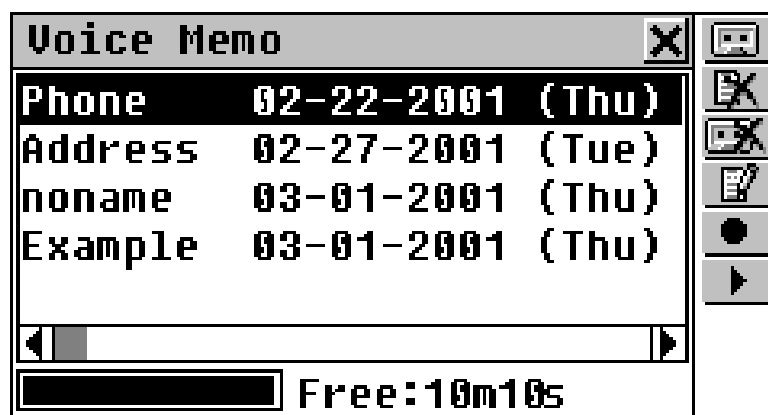 Voice Memo
Phone 02-22-2001 (Thu)
Address 02-27-2001 (Tue)
noname 03-01-2001 (Thu)
Example 03-01-2001 (Thu)
Free:10m10s